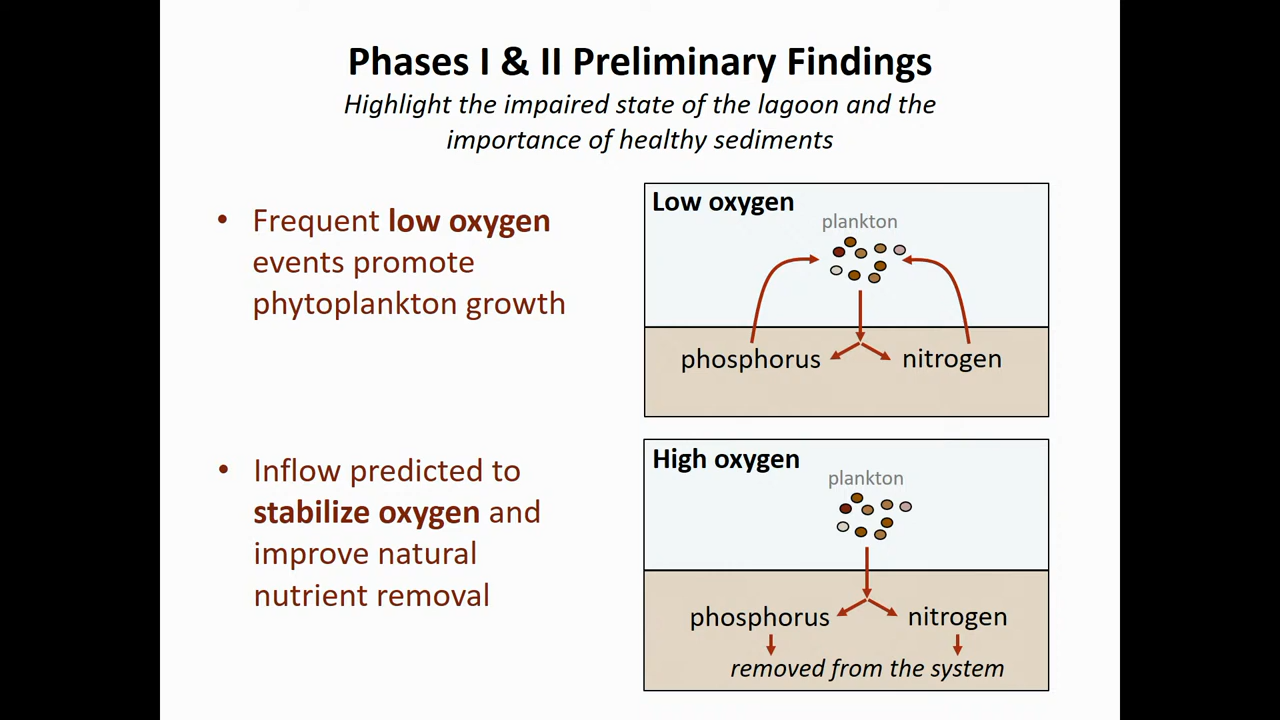 Phases I & II Preliminary Findings
Highlight the impaired state of the lagoon and the
importance of healthy sediments
• Frequent low oxygen
events promote
phytoplankton growth
Low oxygen
plankton
phosphorus
nitrogen
• Inflow predicted to
stabilize oxygen and
improve natural
nutrient removal
High oxygen
plankton
phosphorus
nitrogen
removed from the system